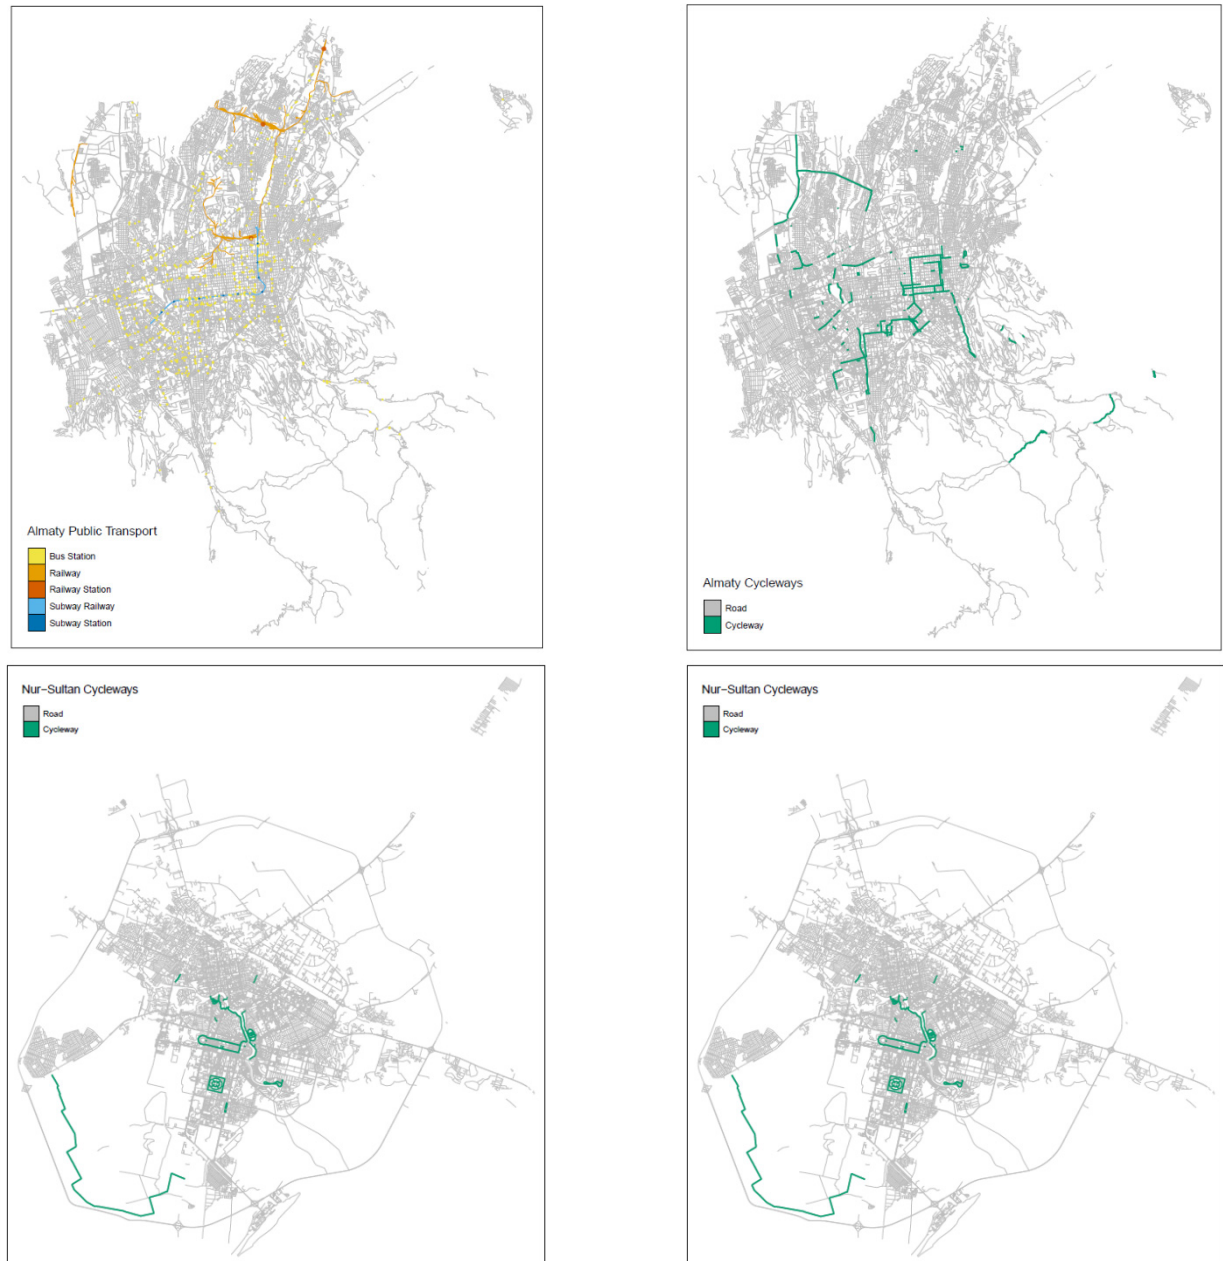 Almaty Public Transport
Bus Station
Railway
Railway Station
Subway Railway
Subway Station
Almaty Cycleways
Road
Cycleway
Nur-Sultan Cycleways
Road
Cycleway
Nur-Sultan Cycleways
Road
Cycleway